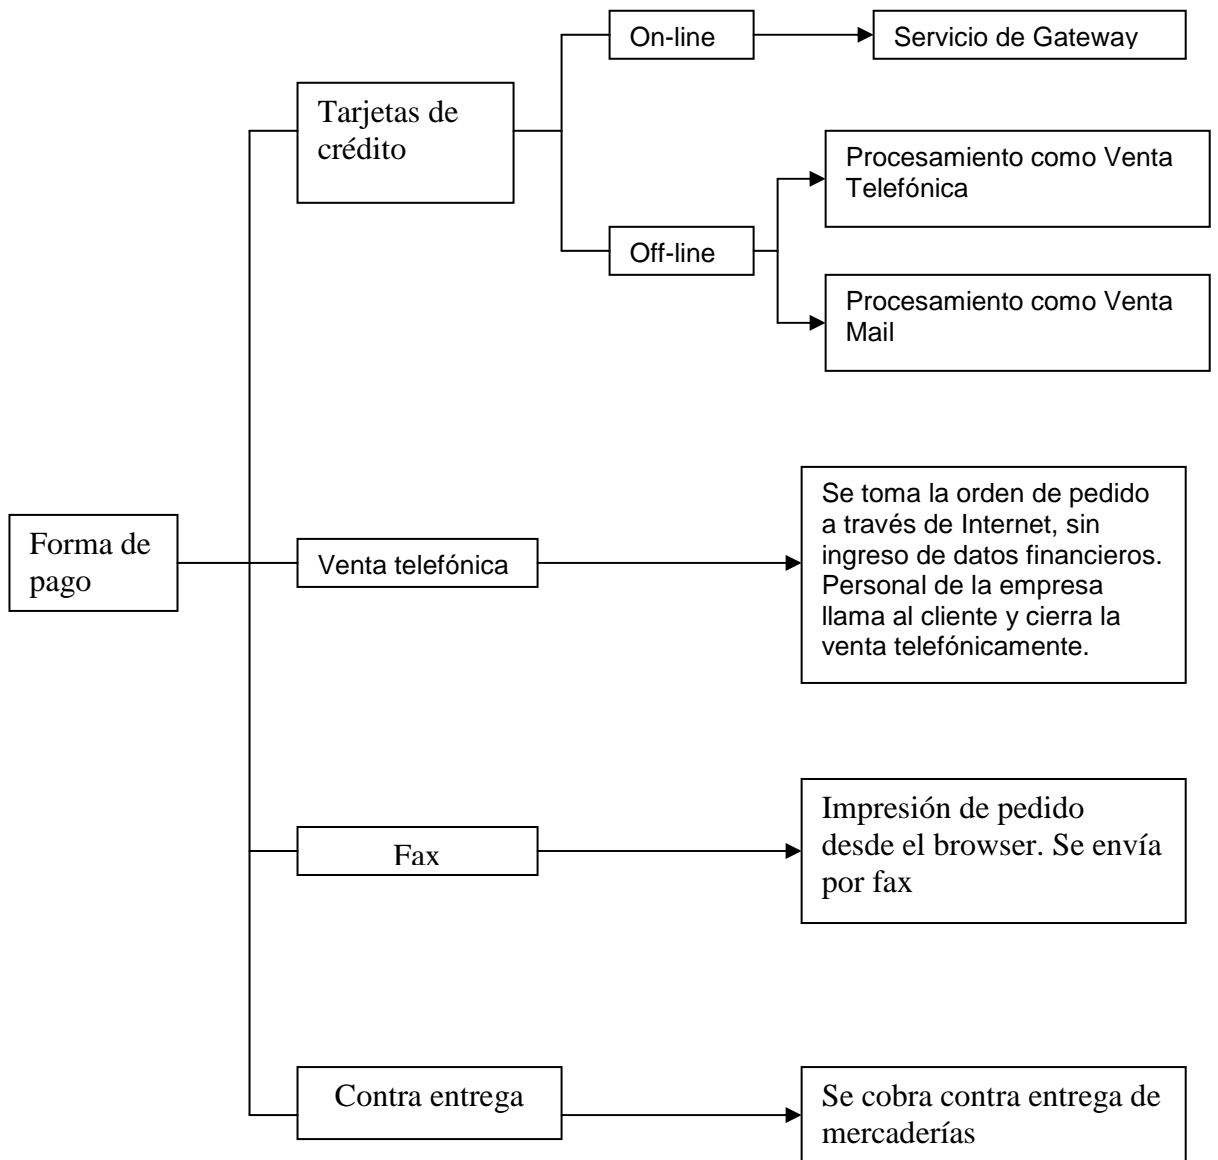 On-line
Servicio de Gateway
Tarjetas de
crédito
Procesamiento como Venta
Telefónica
Off-line
Procesamiento como Venta
Mail
Forma de
pago
Venta telefónica
Se toma la orden de pedido
a través de Internet, sin
ingreso de datos financieros.
Personal de la empresa
llama al cliente y cierra la
venta telefónicamente.
Fax
Impresión de pedido
desde el browser. Se envía
por fax
Contra entrega
Se cobra contra entrega de
mercaderías